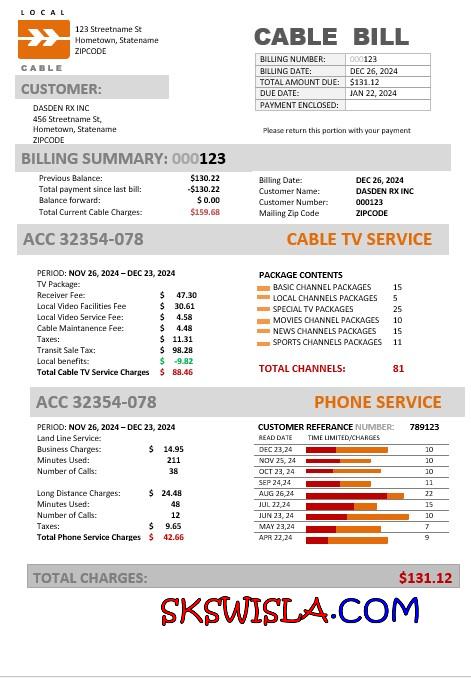 LOCAL
CABLE
123 Streetname St
Hometown, Statename
ZIPCODE
CABLE BILL
BILLING NUMBER: 000123
BILLING DATE: DEC 26, 2024
TOTAL AMOUNT DUE: $131.12
DUE DATE: JAN 22, 2024
PAYMENT ENCLOSED:
Please return this portion with your payment
CUSTOMER:
DASDEN RX INC
456 Streetname St,
Hometown, Statename
ZIPCODE
BILLING SUMMARY: 000123
Previous Balance: $130.22
Total payment since last bill: -$130.22
Balance forward: $ 0.00
Total Current Cable Charges: $159.68
Billing Date: DEC 26, 2024
Customer Name: DASDEN RX INC
Customer Number: 000123
Mailing Zip Code ZIPCODE
ACC 32354-078 CABLE TV SERVICE
PERIOD: NOV 26, 2024 – DEC 23, 2024
TV Package:
Receiver Fee: $ 47.30
Local Video Facilities Fee $ 30.61
Local Video Service Fee: $ 4.58
Cable Maintanence Fee: $ 4.48
Taxes: $ 11.31
Transit Sale Tax: $ 98.28
Local benefits: $ -9.82
Total Cable TV Service Charges $ 88.46
PACKAGE CONTENTS
BASIC CHANNEL PACKAGES 15
LOCAL CHANNEL PACKAGES 5
SPECIAL TV PACKAGES 25
MOVIES CHANNEL PACKAGES 10
NEWS CHANNEL PACKAGES 15
SPORTS CHANNEL PACKAGES 11
TOTAL CHANNELS: 81
ACC 32354-078 PHONE SERVICE
PERIOD: NOV 26, 2024 – DEC 23, 2024
Land Line Service:
Business Charges: $ 14.95
Minutes Used: 211
Number of Calls: 38
Long Distance Charges: $ 24.48
Minutes Used: 48
Number of Calls: 12
Taxes: $ 9.65
Total Phone Service Charges $ 42.66
CUSTOMER REFERANCE NUMBER: 789123
READ DATE TIME LIMITED/CHARGES
DEC 23,24 10
NOV 25, 24 10
OCT 23, 24 10
SEP 24,24 11
AUG 26,24 22
JUL 22,24 15
JUN 23, 24 10
MAY 23,24 7
APR 22,24 9
TOTAL CHARGES: $131.12
SKSWISLA.COM